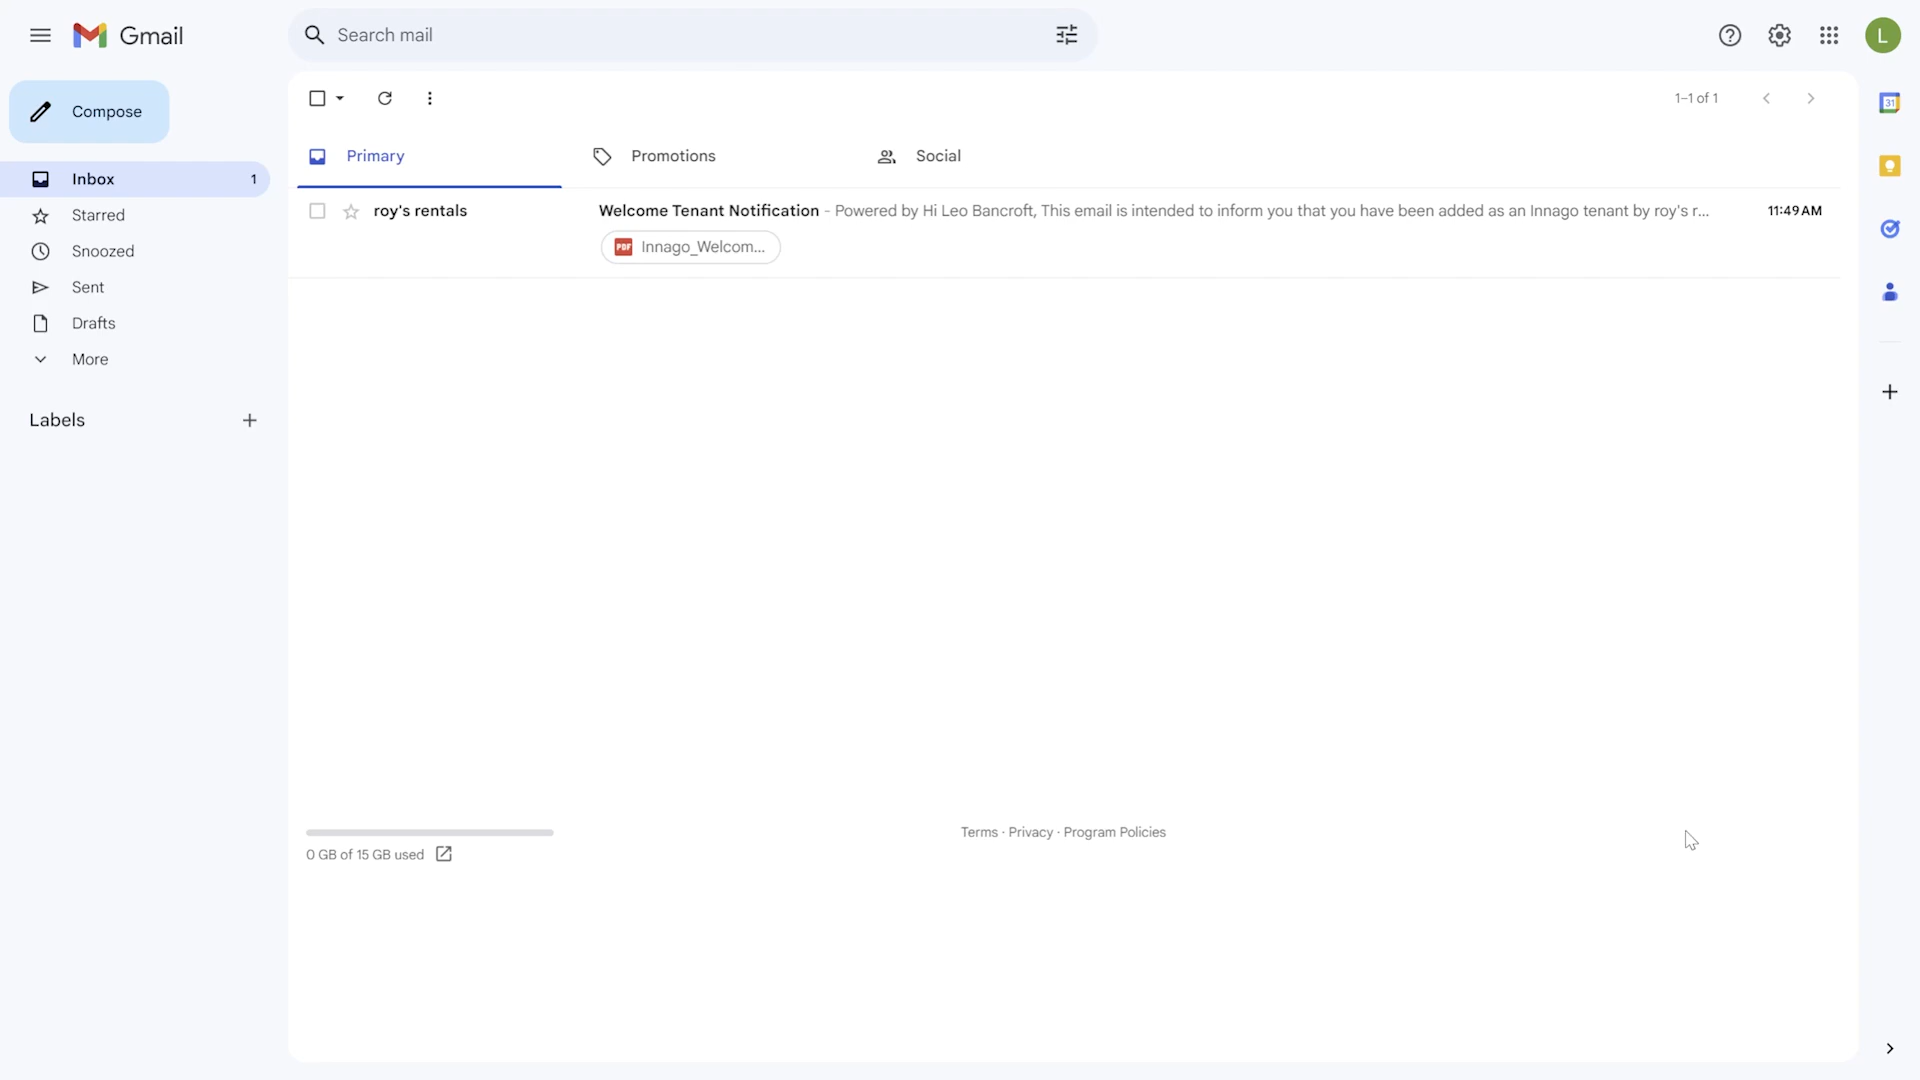 Gmail
Search mail
L
Compose
1–1 of 1
31
Primary
Promotions
Social
Inbox 1
Starred
Snoozed
Sent
Drafts
More
Labels
roy's rentals Welcome Tenant Notification - Powered by Hi Leo Bancroft, This email is intended to inform you that you have been added as an Innago tenant by roy's r... 11:49 AM
PDF Innago_Welcom...
Terms · Privacy · Program Policies
0 GB of 15 GB used